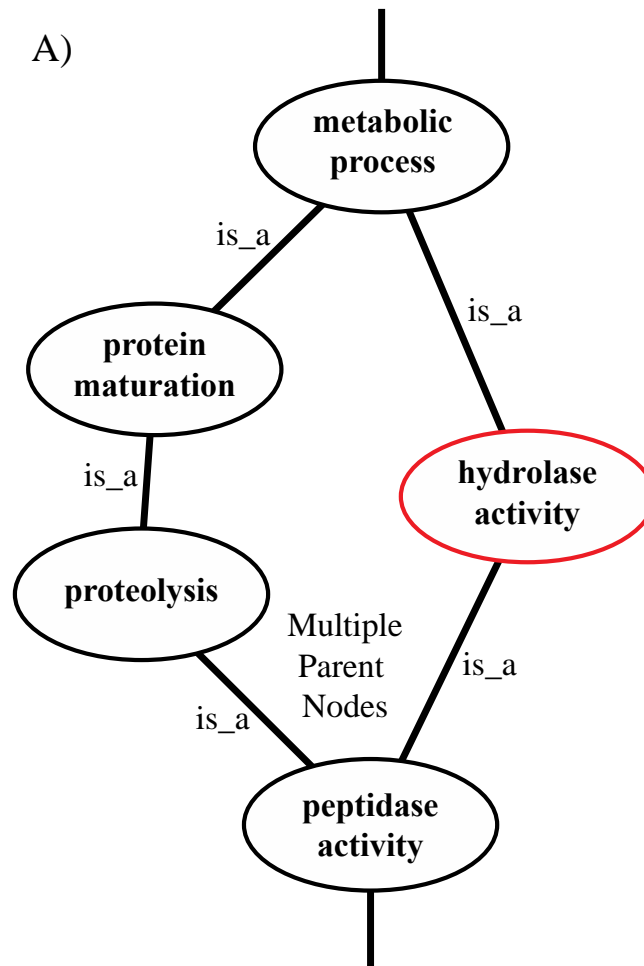 A)
metabolic
process
is_a
is_a
protein
maturation
hydrolase
activity
is_a
proteolysis
Multiple
Parent
Nodes
is_a
is_a
peptidase
activity